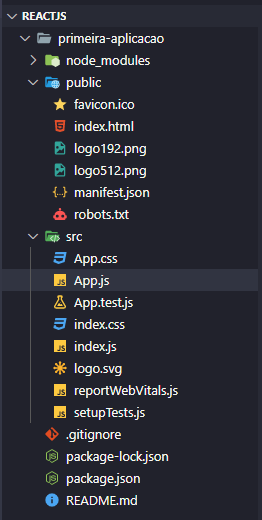 REACTJS
primeira-aplicacao
node_modules
public
favicon.ico
index.html
logo192.png
logo512.png
manifest.json
robots.txt
src
App.css
App.js
App.test.js
index.css
index.js
logo.svg
reportWebVitals.js
setupTests.js
.gitignore
package-lock.json
package.json
README.md